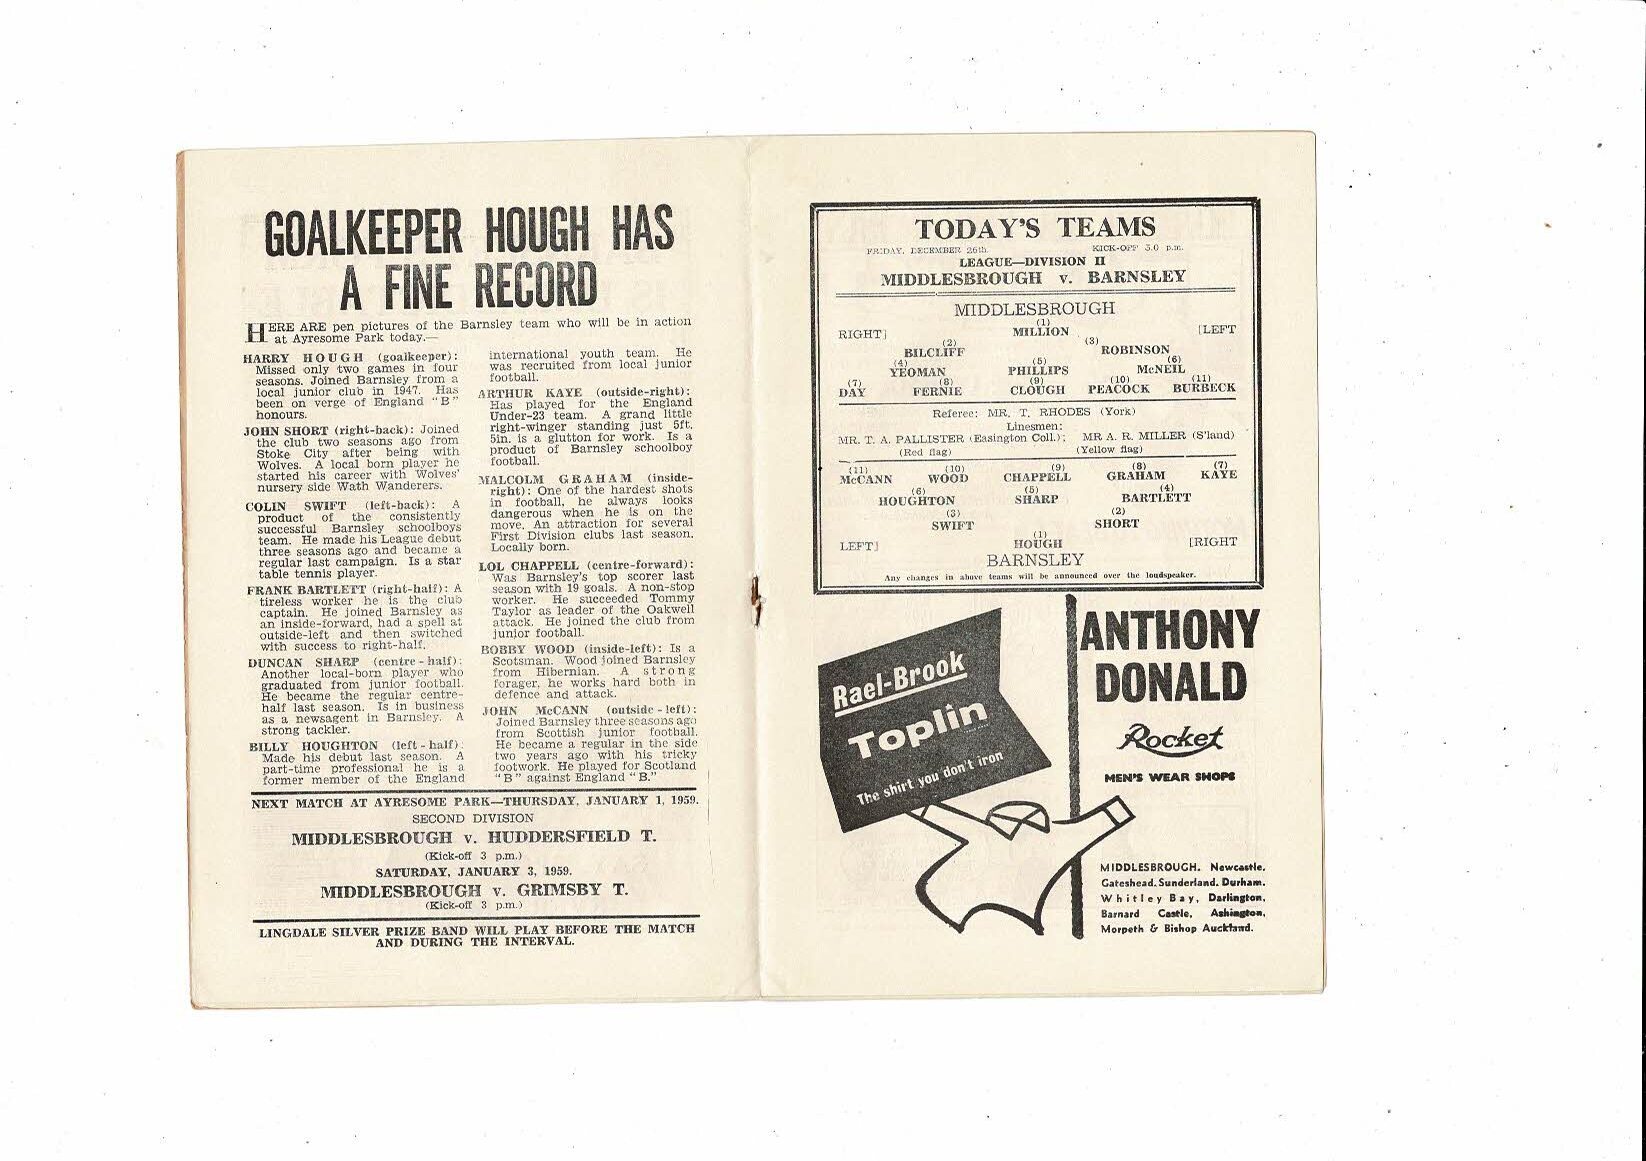 GOALKEEPER HOUGH HAS
A FINE RECORD
HERE ARE pen pictures of the Barnsley team who will be in action
at Ayresome Park today.—
HARRY HOUGH (goalkeeper):
Missed only two games in four
seasons. Joined Barnsley from a
local junior club in 1947. Has
been on verge of England "B"
honours.
JOHN SHORT (right-back): Joined
the club two seasons ago from
Stoke City after being with
Wolves. A local born player he
started his career with Wolves'
nursery side Wath Wanderers.
COLIN SWIFT (left-back): A
product of the consistently
successful Barnsley schoolboys
team. He made his League debut
three seasons ago and became a
regular last campaign. Is a star
table tennis player.
FRANK BARTLETT (right-half): A
tireless worker he is the club
captain. He joined Barnsley as
an inside-forward, had a spell at
outside-left and then switched
with success to right-half.
DUNCAN SHARP (centre-half):
Another local-born player who
graduated from junior football.
He became the regular centre-
half last season. Is in business
as a newsagent in Barnsley. A
strong tackler.
BILLY HOUGHTON (left-half):
Made his debut last season. A
part-time professional he is a
former member of the England
international youth team. He
was recruited from local junior
football.
ARTHUR KAYE (outside-right):
Has played for the England
Under-23 team. A grand little
right-winger standing just 5ft.
5in. is a glutton for work. Is a
product of Barnsley schoolboy
football.
MALCOLM GRAHAM (inside-
right): One of the hardest shots
in football, he always looks
dangerous when he is on the
move. An attraction for several
First Division clubs last season.
Locally born.
LOL CHAPPELL (centre-forward):
Was Barnsley's top scorer last
season with 19 goals. A non-stop
worker. He succeeded Tommy
Taylor as leader of the Oakwell
attack. He joined the club from
junior football.
BOBBY WOOD (inside-left): Is a
Scotsman. Wood joined Barnsley
from Hibernian. A strong
forager, he works hard both in
defence and attack.
JOHN McCANN (outside-left):
Joined Barnsley three seasons ago
from Scottish junior football.
He became a regular in the side
two years ago with his tricky
footwork. He played for Scotland
"B" against England "B."
NEXT MATCH AT AYRESOME PARK—THURSDAY, JANUARY 1, 1959.
SECOND DIVISION
MIDDLESBROUGH v. HUDDERSFIELD T.
(Kick-off 3 p.m.)
SATURDAY, JANUARY 3, 1959.
MIDDLESBROUGH v. GRIMSBY T.
(Kick-off 3 p.m.)
LINGDALE SILVER PRIZE BAND WILL PLAY BEFORE THE MATCH
AND DURING THE INTERVAL.
TODAY'S TEAMS
FRIDAY, DECEMBER 26th. KICK-OFF 3.0 p.m.
LEAGUE—DIVISION II
MIDDLESBROUGH v. BARNSLEY
MIDDLESBROUGH
(1)
RIGHT] MILLION [LEFT
(2) (3)
BILCLIFF ROBINSON
(4) (5) (6)
YEOMAN PHILLIPS McNEIL
(7) (8) (9) (10) (11)
DAY FERNIE CLOUGH PEACOCK BURBECK
Referee: MR. T. RHODES (York)
Linesmen:
MR. T. A. PALLISTER (Easington Coll.); MR A. R. MILLER (S'land)
(Red flag) (Yellow flag)
(11) (10) (9) (8) (7)
McCANN WOOD CHAPPELL GRAHAM KAYE
(6) (5) (4)
HOUGHTON SHARP BARTLETT
(3) (2)
SWIFT SHORT
(1)
LEFT] HOUGH [RIGHT
BARNSLEY
Any changes in above teams will be announced over the loudspeaker.
Rael-Brook
Toplin
The shirt you don't iron
ANTHONY
DONALD
Rocket
MEN'S WEAR SHOPS
MIDDLESBROUGH. Newcastle.
Gateshead. Sunderland. Durham.
Whitley Bay, Darlington,
Barnard Castle, Ashington,
Morpeth & Bishop Auckland.